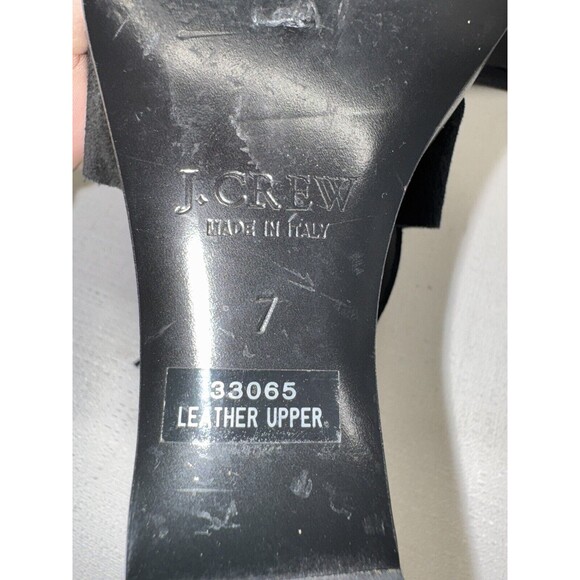 J.CREW
MADE IN ITALY
7
33065
LEATHER UPPER